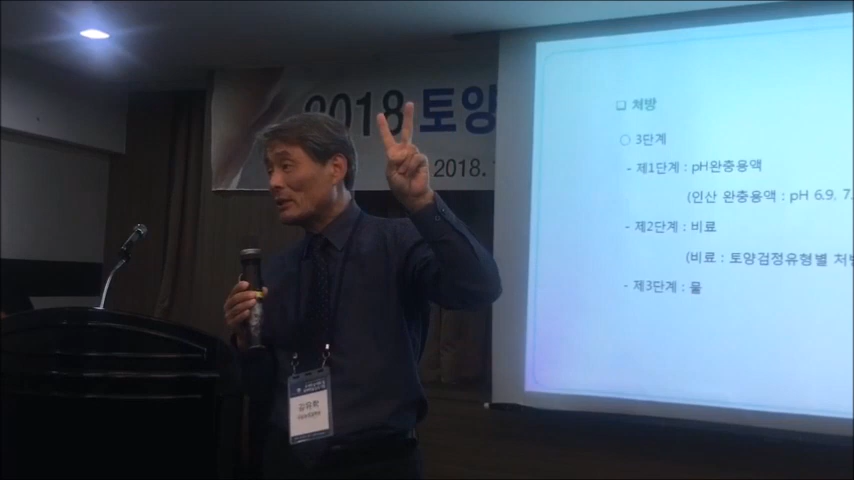 2018 토양
2018.
❏ 처방
○ 3단계
- 제1단계 : pH완충용액
(인산 완충용액 : pH 6.9, 7.
- 제2단계 : 비료
(비료 : 토양검정유형별 처방
- 제3단계 : 물